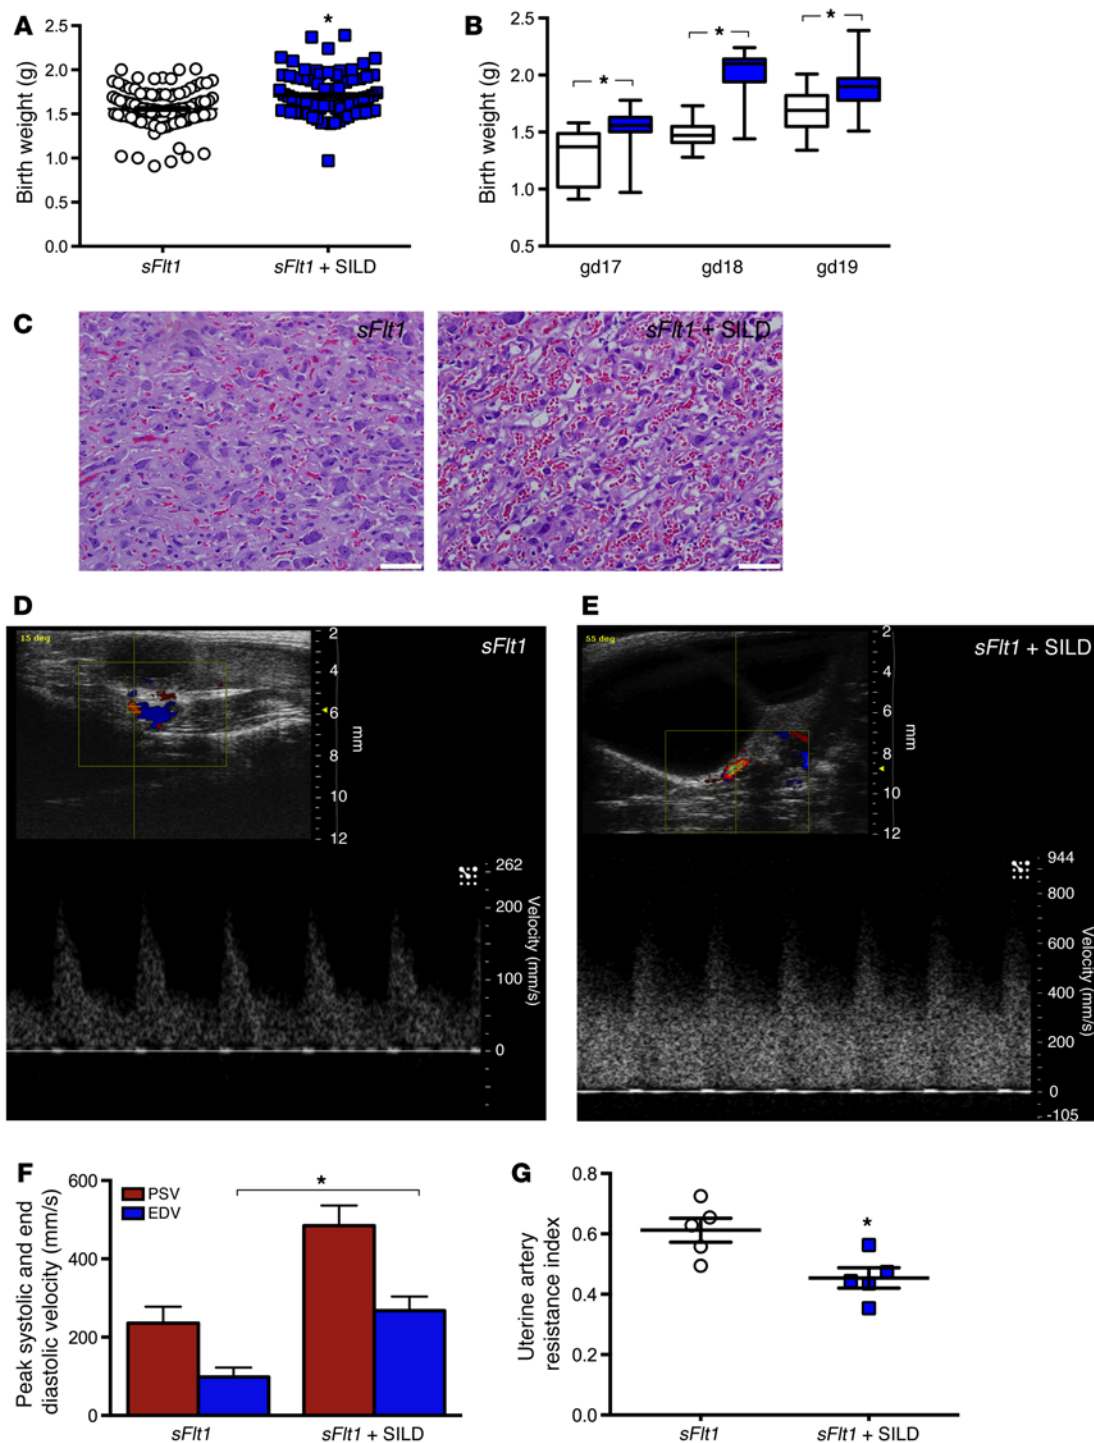 A
Birth weight (g)
2.5
2.0
1.5
1.0
0.5
0.0
*
sFlt1
sFlt1 + SILD
B
Birth weight (g)
2.5
2.0
1.5
1.0
0.5
*
*
*
gd17
gd18
gd19
C
sFlt1
sFlt1 + SILD
D
15 deg
sFlt1
2
4
6
8
10
12
mm
262
200
100
0
Velocity (mm/s)
E
55 deg
sFlt1 + SILD
2
4
6
8
10
12
mm
944
800
600
400
200
0
-105
Velocity (mm/s)
F
Peak systolic and end
diastolic velocity (mm/s)
600
400
200
0
PSV
EDV
*
sFlt1
sFlt1 + SILD
G
Uterine artery
resistance index
0.8
0.6
0.4
0.2
0.0
*
sFlt1
sFlt1 + SILD